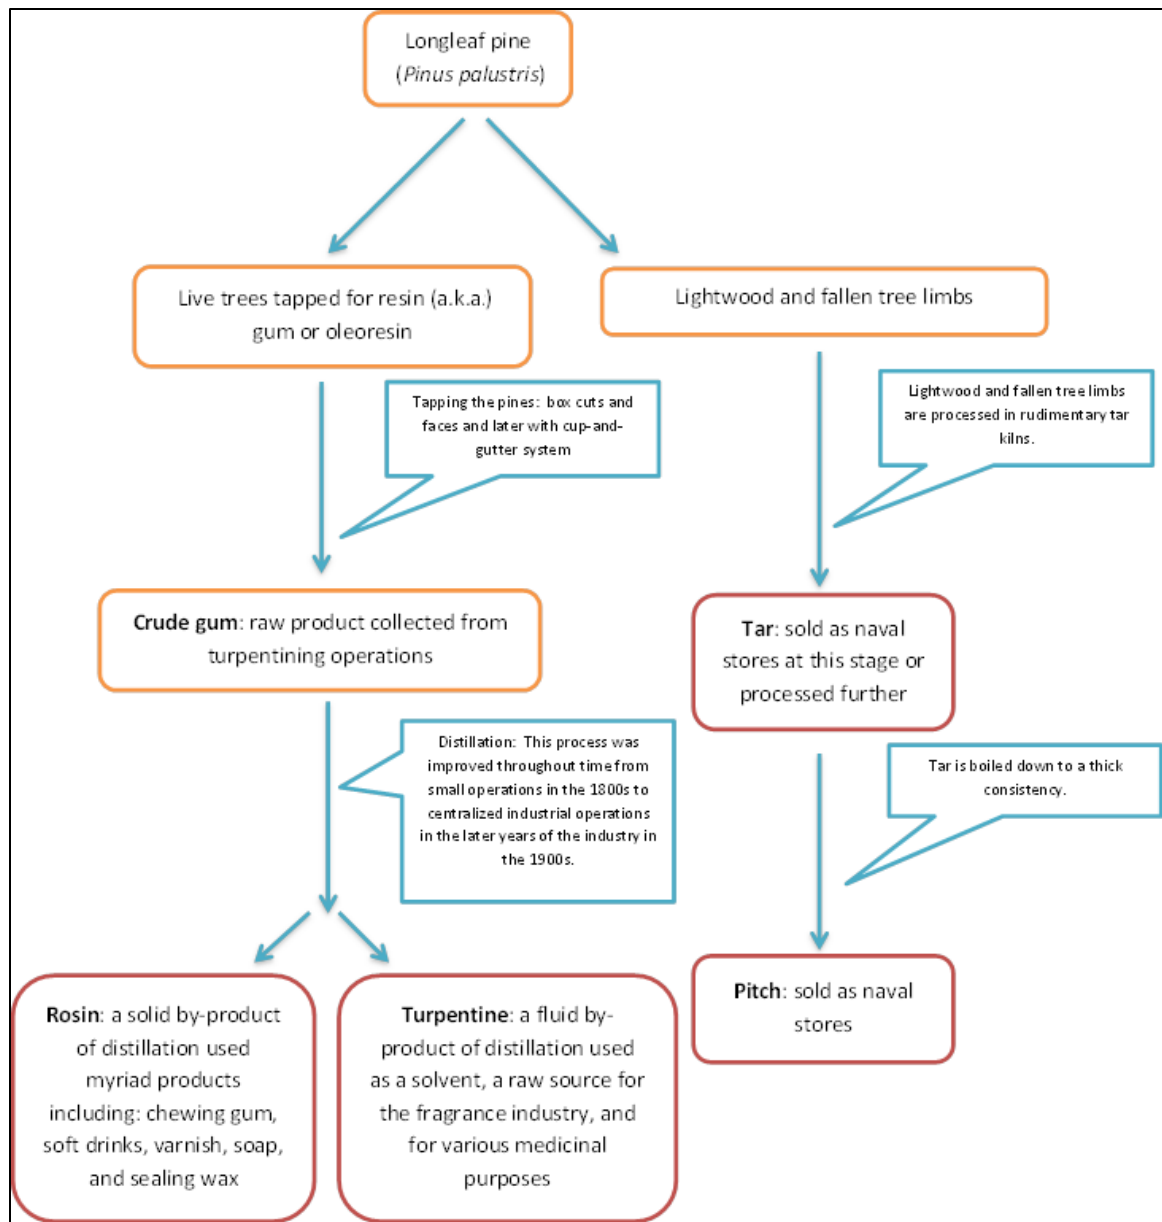 Longleaf pine
(Pinus palustris)
Live trees tapped for resin (a.k.a.)
gum or oleoresin
Lightwood and fallen tree limbs
Tapping the pines: box cuts and
faces and later with cup-and-
gutter system
Lightwood and fallen tree limbs
are processed in rudimentary tar
kilns.
Crude gum: raw product collected from
turpentining operations
Tar: sold as naval
stores at this stage or
processed further
Distillation: This process was
improved throughout time from
small operations in the 1800s to
centralized industrial operations
in the later years of the industry in
the 1900s.
Tar is boiled down to a thick
consistency.
Rosin: a solid by-product
of distillation used
myriad products
including: chewing gum,
soft drinks, varnish, soap,
and sealing wax
Turpentine: a fluid by-
product of distillation used
as a solvent, a raw source for
the fragrance industry, and
for various medicinal
purposes
Pitch: sold as naval
stores